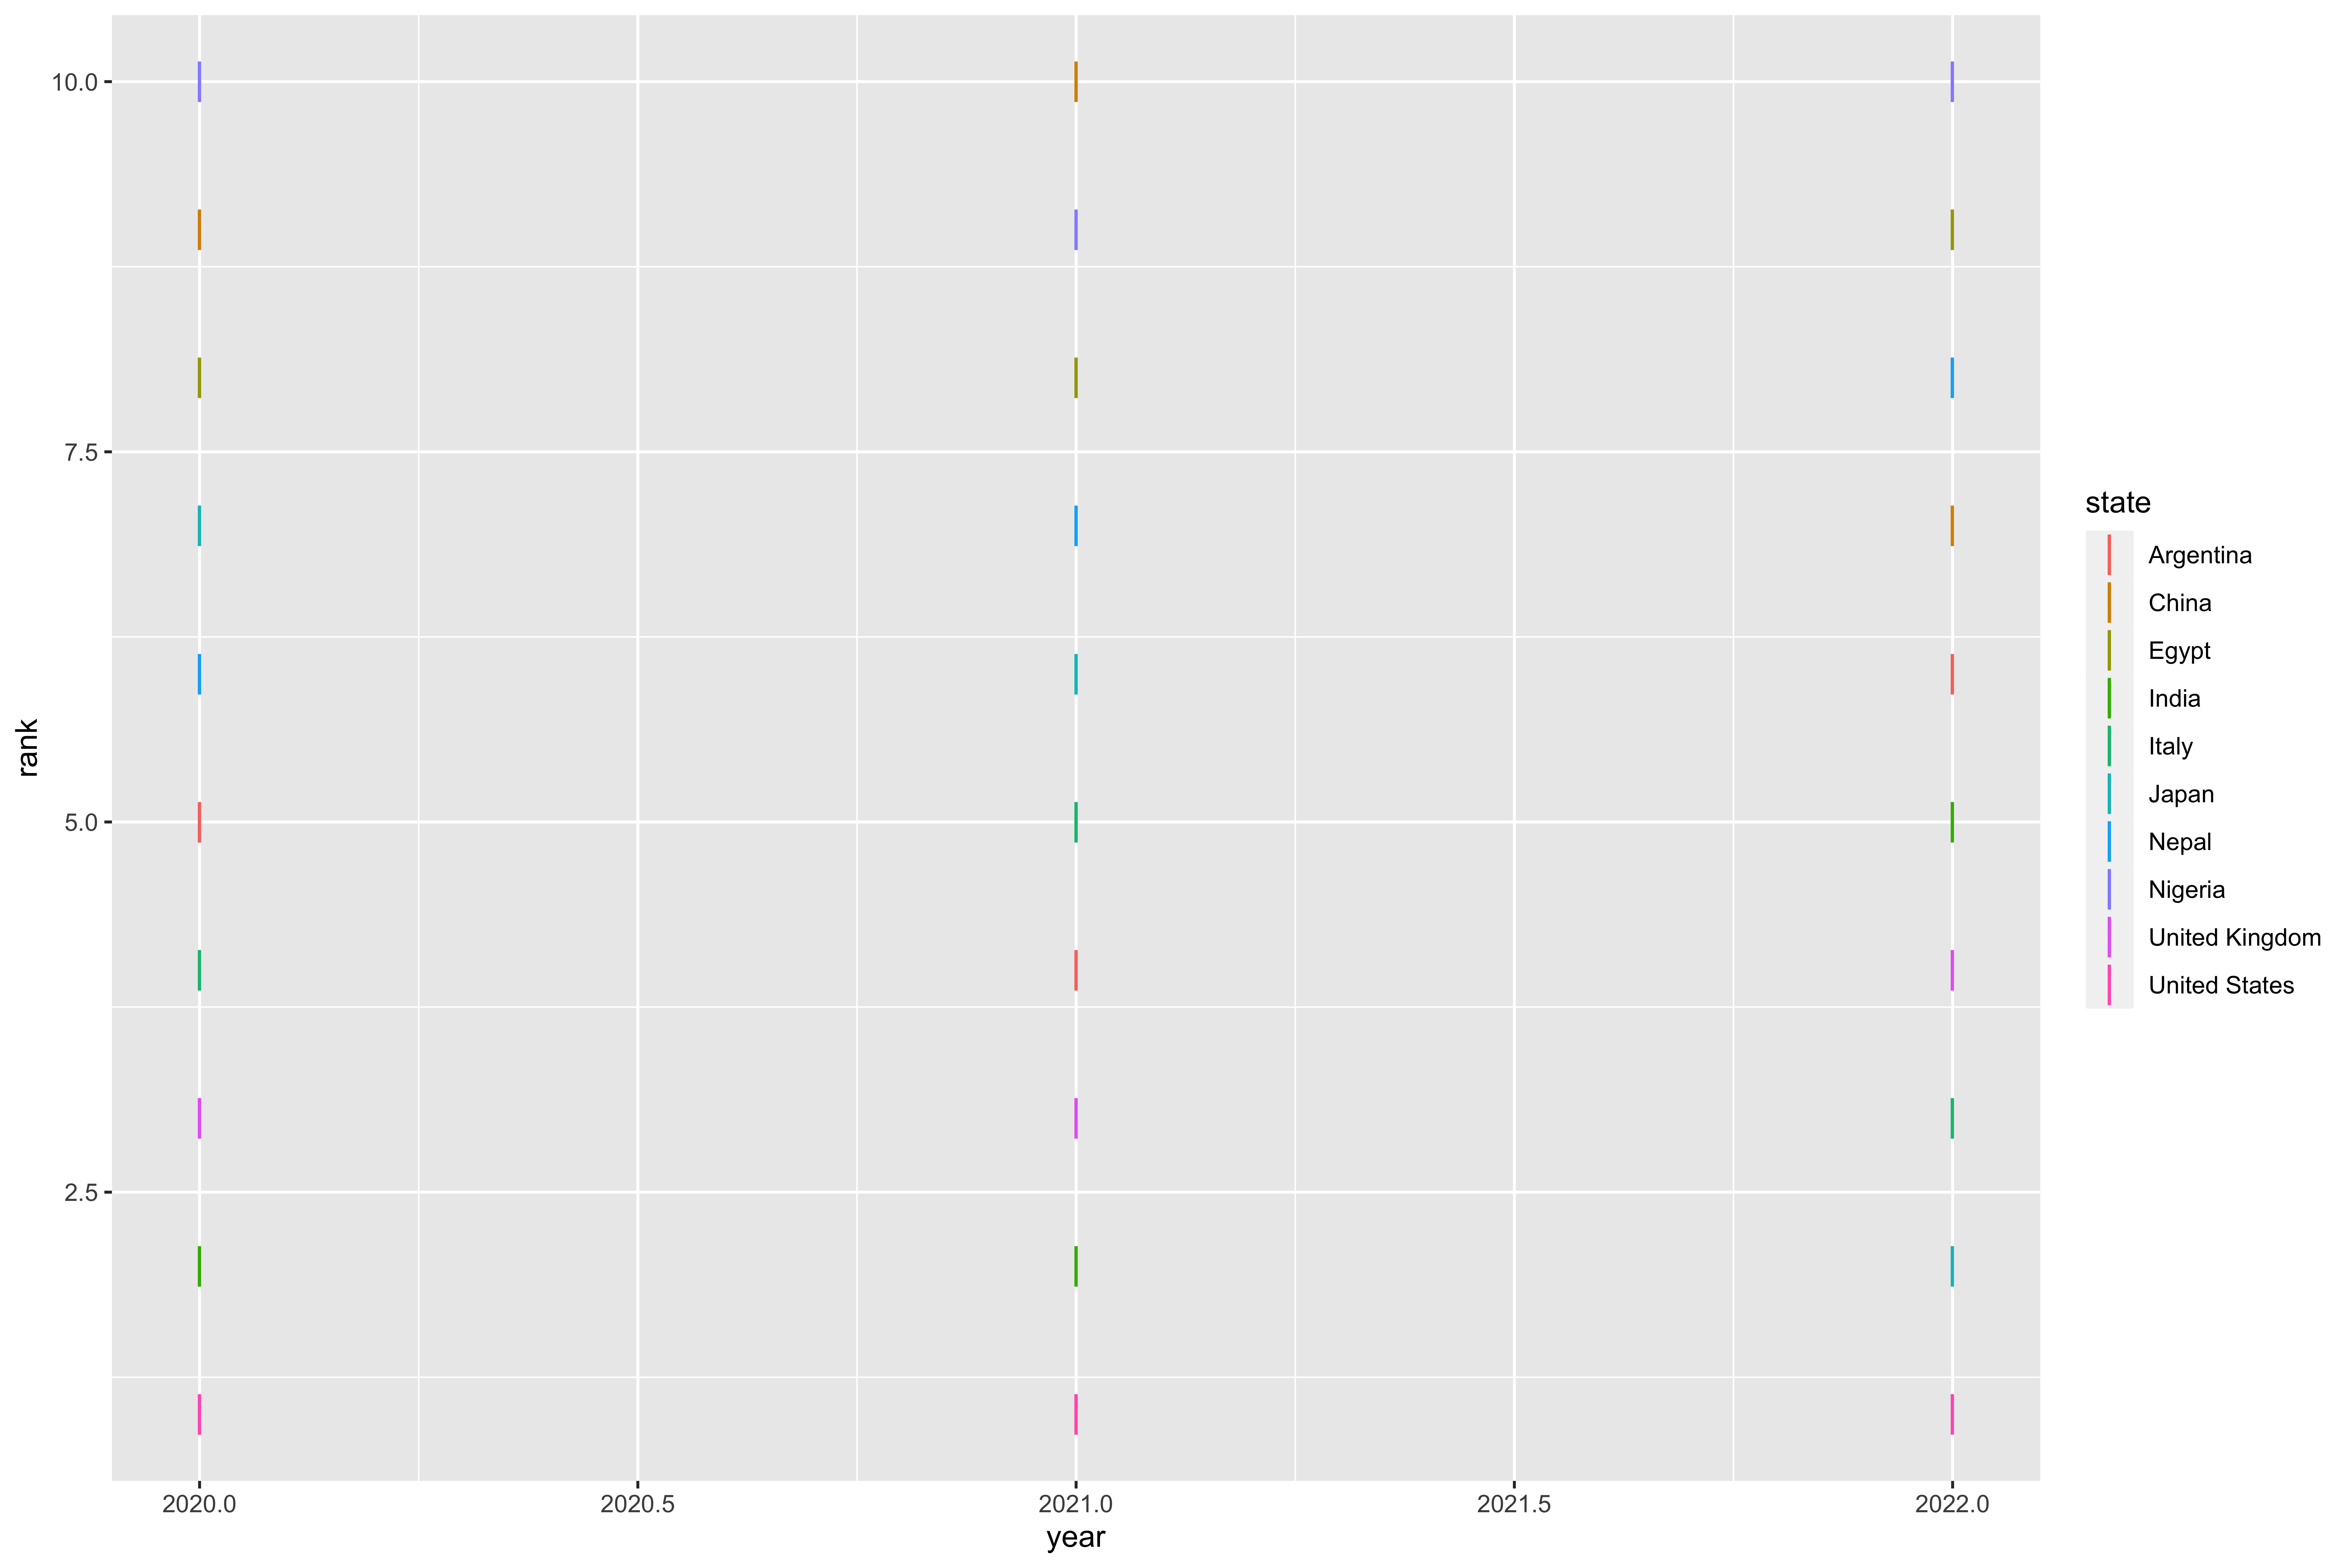 10.0
7.5
5.0
2.5
rank
2020.0 2020.5 2021.0 2021.5 2022.0
year
state
Argentina
China
Egypt
India
Italy
Japan
Nepal
Nigeria
United Kingdom
United States